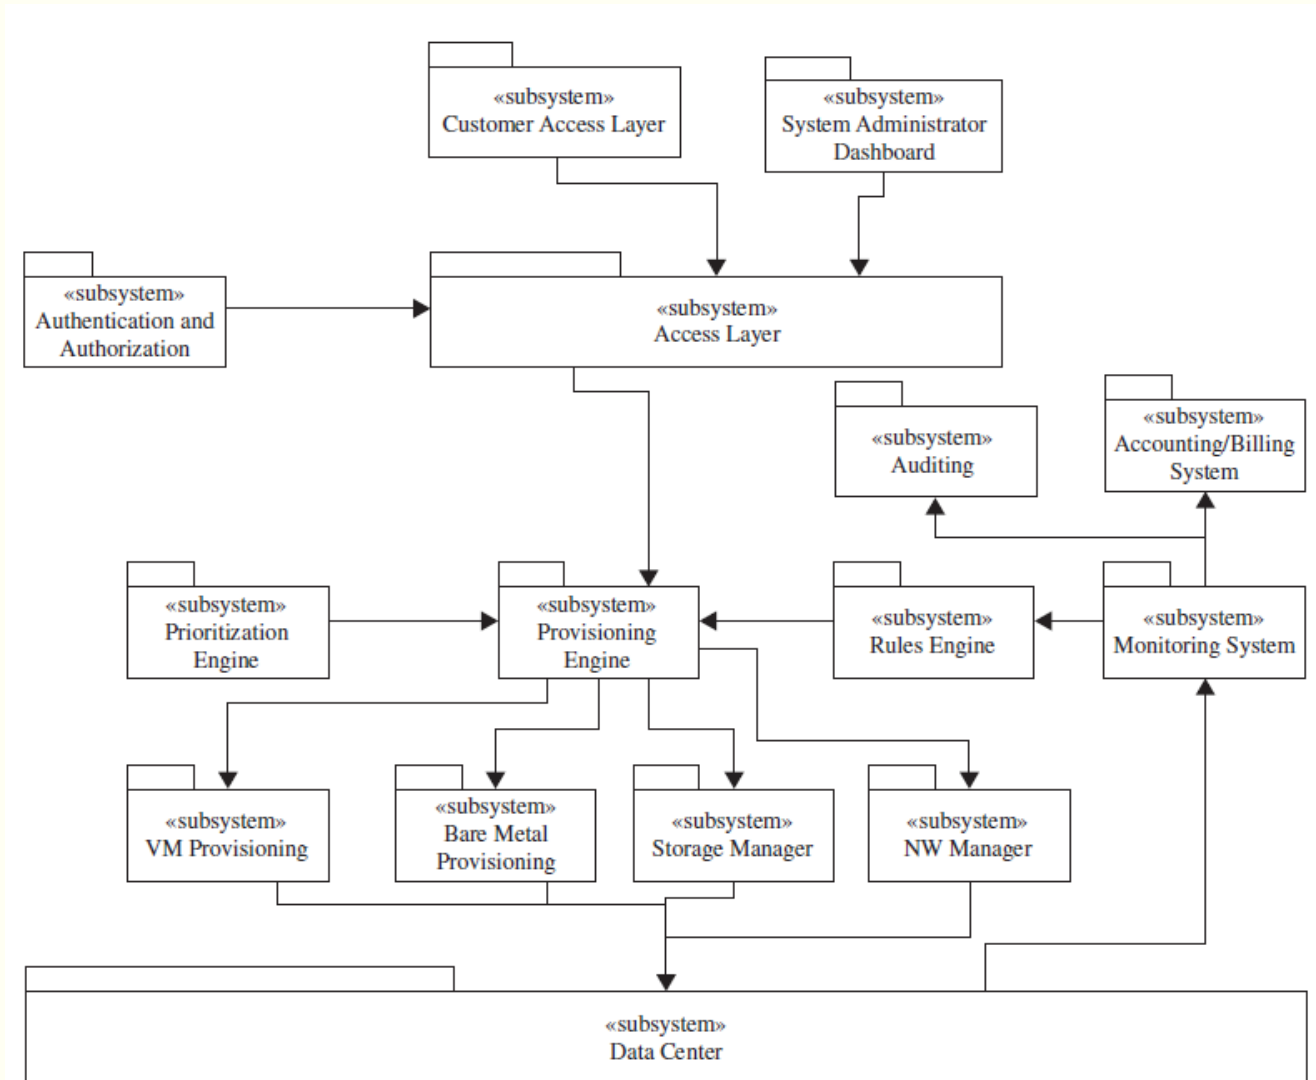 «subsystem»
Customer Access Layer
«subsystem»
System Administrator
Dashboard
«subsystem»
Authentication and
Authorization
«subsystem»
Access Layer
«subsystem»
Auditing
«subsystem»
Accounting/Billing
System
«subsystem»
Prioritization
Engine
«subsystem»
Provisioning
Engine
«subsystem»
Rules Engine
«subsystem»
Monitoring System
«subsystem»
VM Provisioning
«subsystem»
Bare Metal
Provisioning
«subsystem»
Storage Manager
«subsystem»
NW Manager
«subsystem»
Data Center